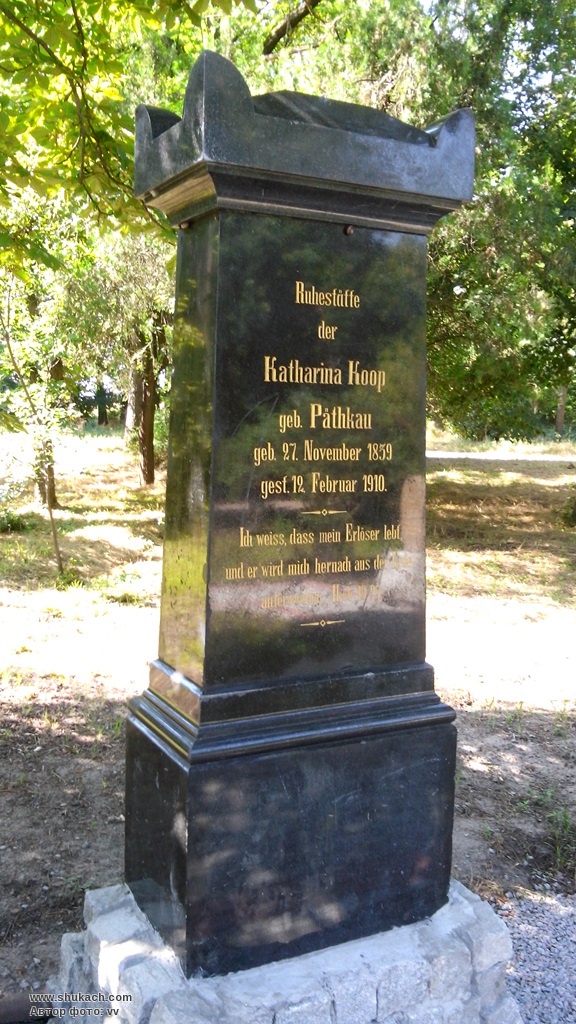 Ruhestätte
der
Katharina Koop
geb. Päthkau
geb. 27. November 1859
gest. 12. Februar 1910.
Ich weiss, dass mein Erlöser lebt,
und er wird mich hernach aus der
www.shukach.com
Автор фото: vv